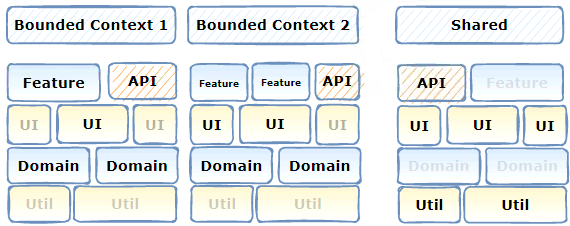 Bounded Context 1 Bounded Context 2 Shared
Feature API Feature Feature API API Feature
UI UI UI UI UI UI UI UI UI
Domain Domain Domain Domain Domain Domain
Util Util Util Util Util Util